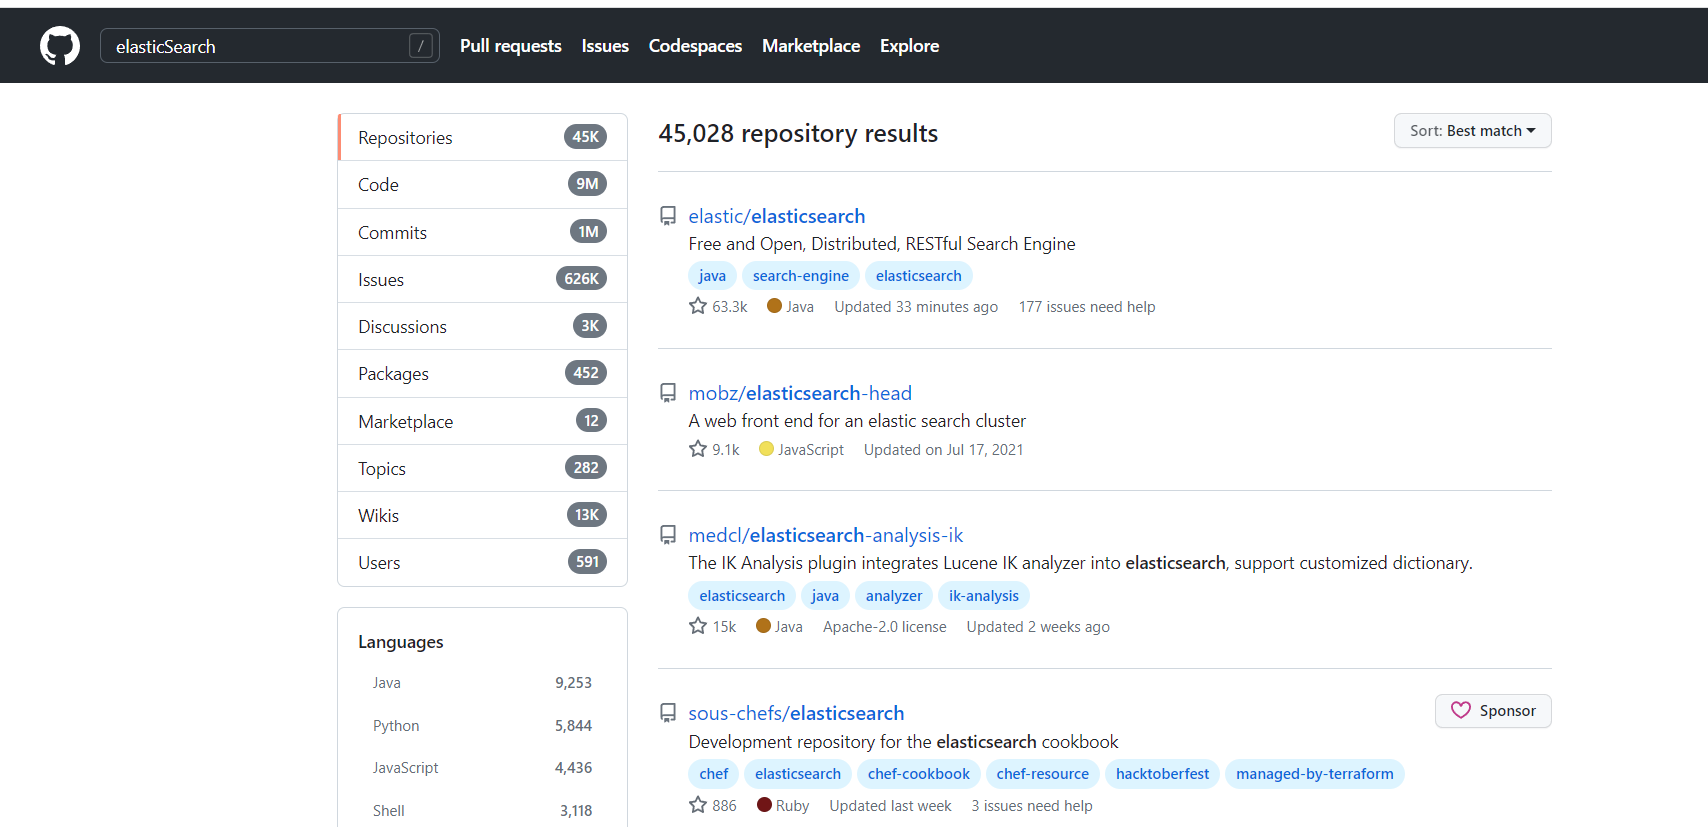 elasticSearch / Pull requests Issues Codespaces Marketplace Explore
Repositories 45K
Code 9M
Commits 1M
Issues 626K
Discussions 3K
Packages 452
Marketplace 12
Topics 282
Wikis 13K
Users 591
Languages
Java 9,253
Python 5,844
JavaScript 4,436
Shell 3,118
45,028 repository results
Sort: Best match
elastic/elasticsearch
Free and Open, Distributed, RESTful Search Engine
java search-engine elasticsearch
63.3k Java Updated 33 minutes ago 177 issues need help
mobz/elasticsearch-head
A web front end for an elastic search cluster
9.1k JavaScript Updated on Jul 17, 2021
medcl/elasticsearch-analysis-ik
The IK Analysis plugin integrates Lucene IK analyzer into elasticsearch, support customized dictionary.
elasticsearch java analyzer ik-analysis
15k Java Apache-2.0 license Updated 2 weeks ago
sous-chefs/elasticsearch
Sponsor
Development repository for the elasticsearch cookbook
chef elasticsearch chef-cookbook chef-resource hacktoberfest managed-by-terraform
886 Ruby Updated last week 3 issues need help